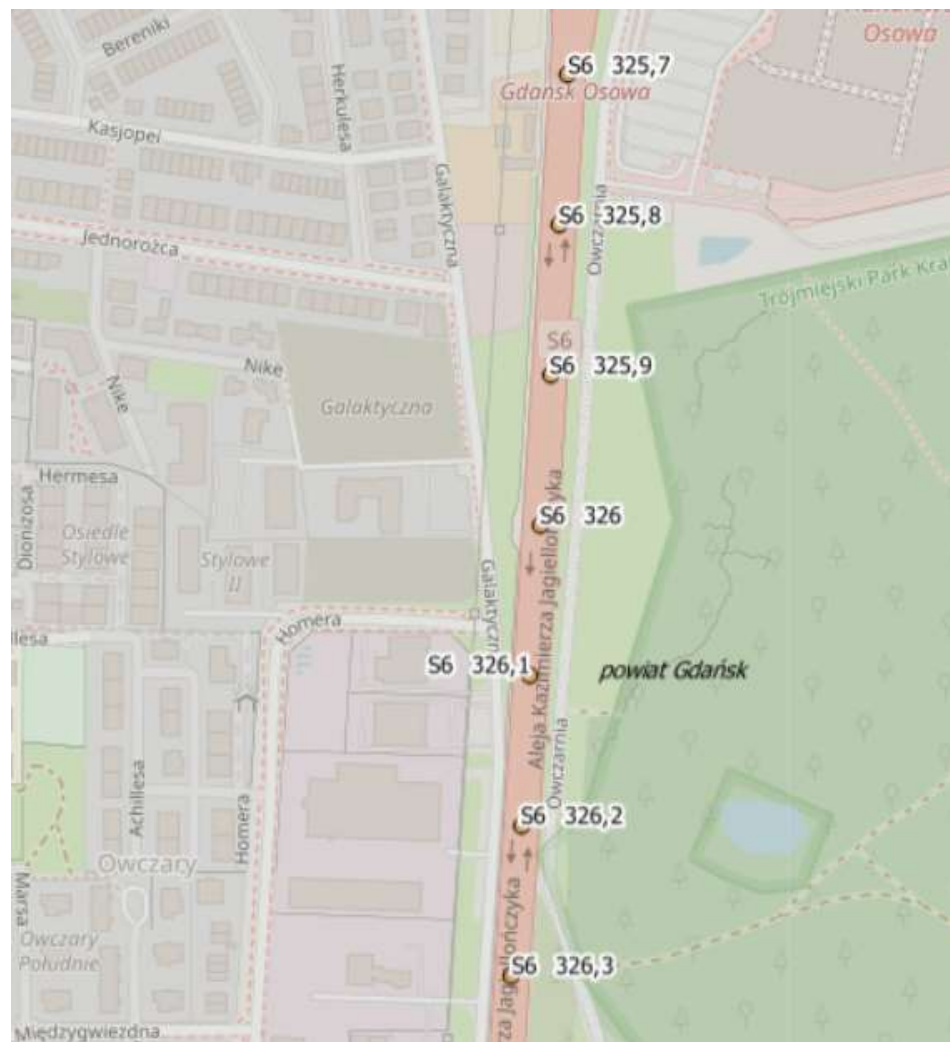 Osowa
Bereniki
Herkulesa
S6 325,7
Gdańsk Osowa
Kasjopei
Galaktyczna
S6 325,8
Owczarnia
Jednorożca
Trójmiejski Park Kra
S6
S6 325,9
Nike
Nike
Galaktyczna
Hermesa
Dionizosa
S6 326
Osiedle
Stylowe
Stylowe
II
Aleja Kazimierza Jagiellończyka
Galaktyczn
Homera
llesa
S6 326,1
powiat Gdańsk
Owczarnia
Achillesa
Homera
S6 326,2
Owczary
Marsa
Owczary
Południe
za Jagiellończyka
S6 326,3
Międzygwiezdna